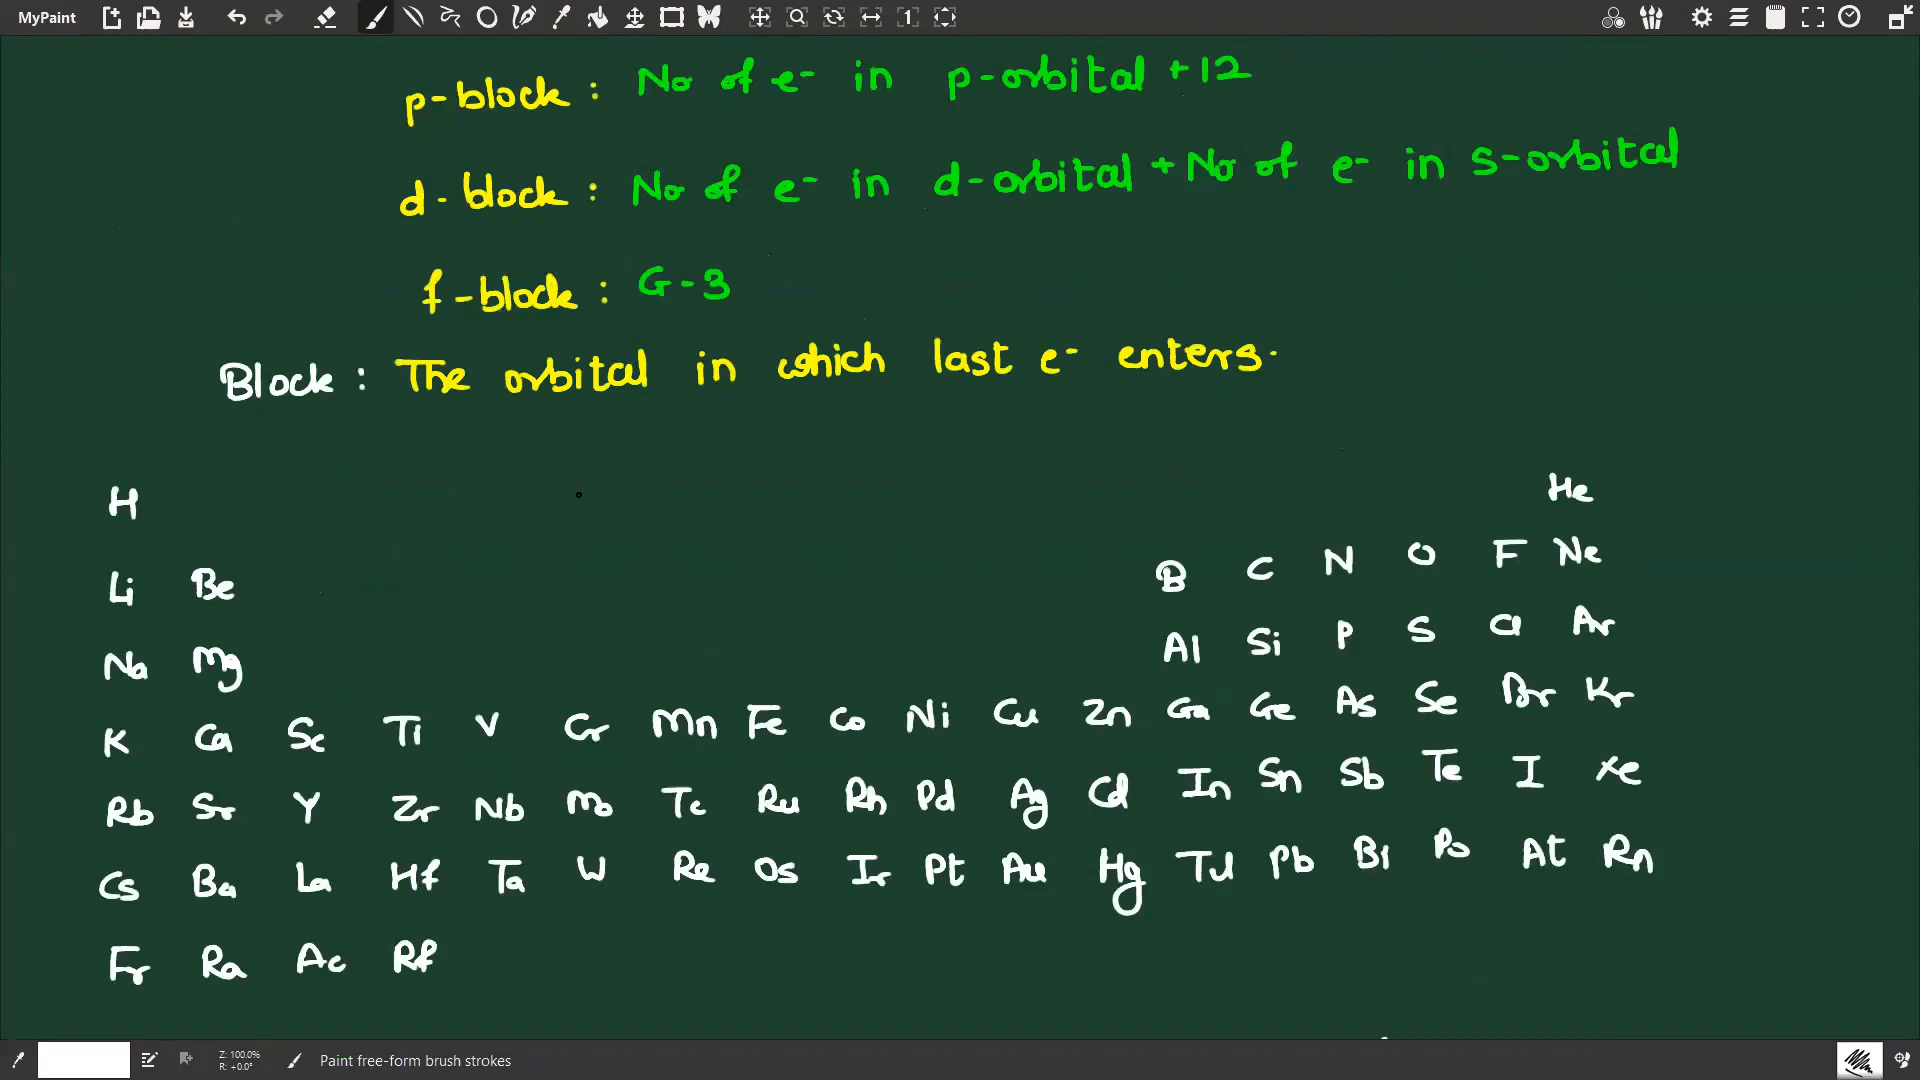 MyPaint
p-block : No of e- in p-orbital +12
d-block : No of e- in d-orbital + No of e- in s-orbital
f-block : G-3
Block : The orbital in which last e- enters.
H He
Li Be B C N O F Ne
Na Mg Al Si P S Cl Ar
K Ca Sc Ti V Cr Mn Fe Co Ni Cu Zn Ga Ge As Se Br Kr
Rb Sr Y Zr Nb Mo Tc Ru Rh Pd Ag Cd In Sn Sb Te I Xe
Cs Ba La Hf Ta W Re Os Ir Pt Au Hg Tl Pb Bi Po At Rn
Fr Ra Ac Rf
Z: 100.0%
R: +0.0°
Paint free-form brush strokes